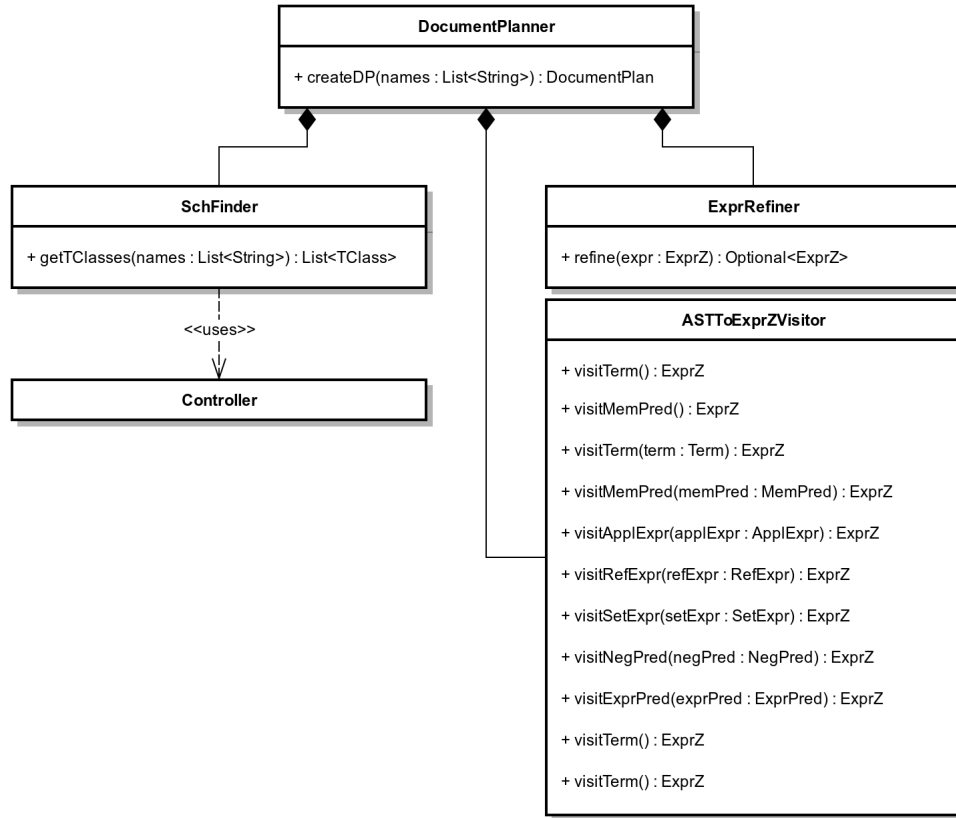 DocumentPlanner
+ createDP(names : List<String>) : DocumentPlan
SchFinder
+ getTClasses(names : List<String>) : List<TClass>
<<uses>>
Controller
ExprRefiner
+ refine(expr : ExprZ) : Optional<ExprZ>
ASTToExprZVisitor
+ visitTerm() : ExprZ
+ visitMemPred() : ExprZ
+ visitTerm(term : Term) : ExprZ
+ visitMemPred(memPred : MemPred) : ExprZ
+ visitApplExpr(applExpr : ApplExpr) : ExprZ
+ visitRefExpr(refExpr : RefExpr) : ExprZ
+ visitSetExpr(setExpr : SetExpr) : ExprZ
+ visitNegPred(negPred : NegPred) : ExprZ
+ visitExprPred(exprPred : ExprPred) : ExprZ
+ visitTerm() : ExprZ
+ visitTerm() : ExprZ